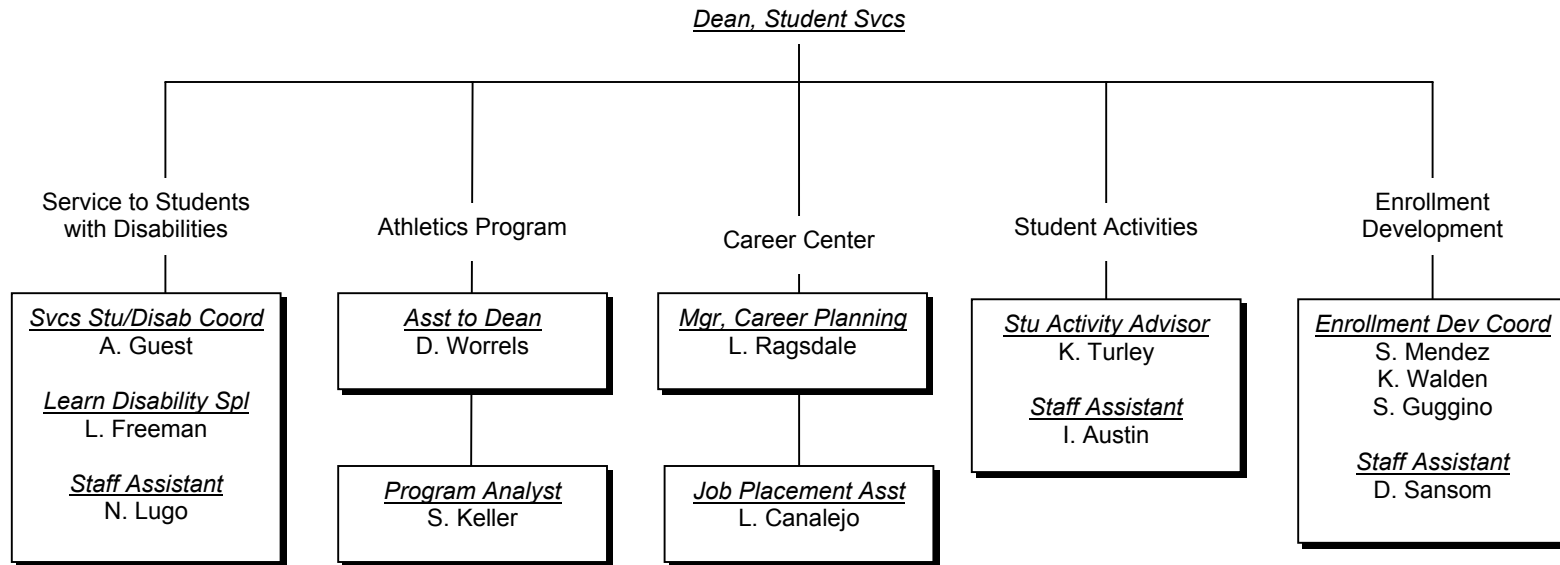 Dean, Student Svcs
Service to Students
with Disabilities
Svcs Stu/Disab Coord
A. Guest
Learn Disability Spl
L. Freeman
Staff Assistant
N. Lugo
Athletics Program
Asst to Dean
D. Worrels
Program Analyst
S. Keller
Career Center
Mgr, Career Planning
L. Ragsdale
Job Placement Asst
L. Canalejo
Student Activities
Stu Activity Advisor
K. Turley
Staff Assistant
I. Austin
Enrollment
Development
Enrollment Dev Coord
S. Mendez
K. Walden
S. Guggino
Staff Assistant
D. Sansom